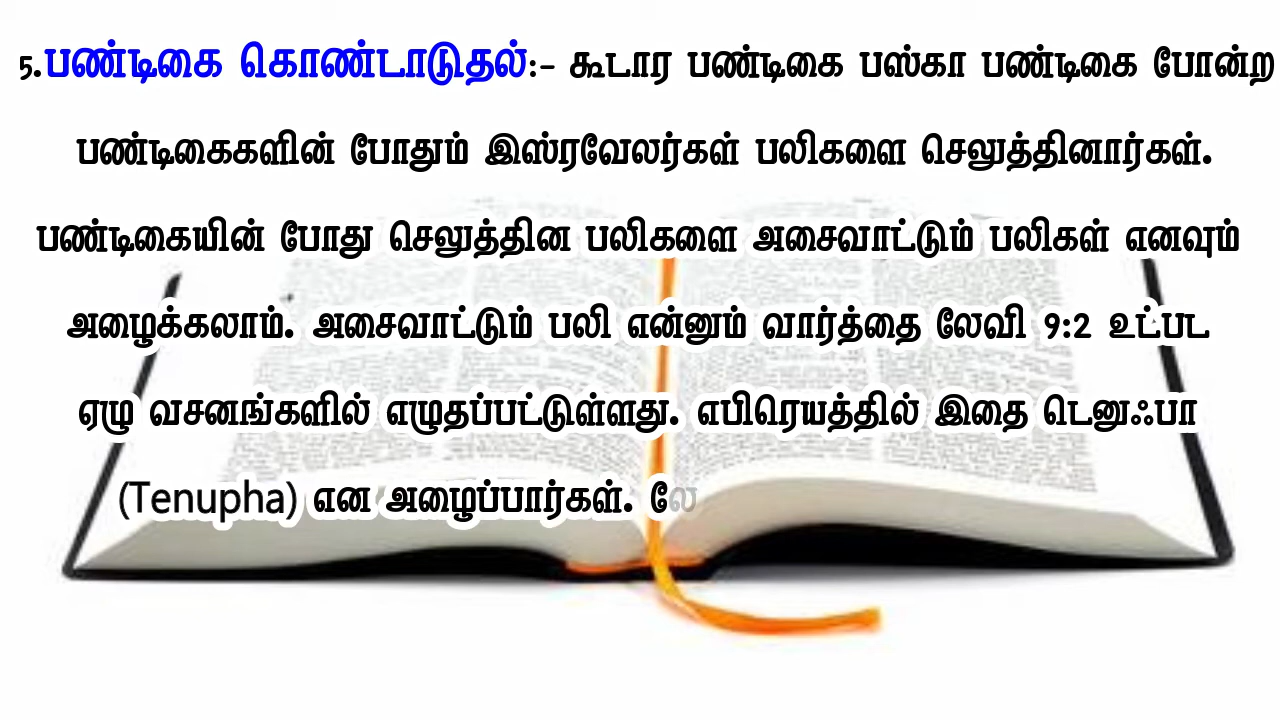 5.பண்டிகை கொண்டாடுதல்:- கூடார பண்டிகை பஸ்கா பண்டிகை போன்ற
பண்டிகைகளின் போதும் இஸ்ரவேலர்கள் பலிகளை செலுத்தினார்கள்.
பண்டிகையின் போது செலுத்தின பலிகளை அசைவாட்டும் பலிகள் எனவும்
அழைக்கலாம். அசைவாட்டும் பலி என்னும் வார்த்தை லேவி 9:2 உட்பட
ஏழு வசனங்களில் எழுதப்பட்டுள்ளது. எபிரெயத்தில் இதை டெனுஃபா
(Tenupha) என அழைப்பார்கள். லே